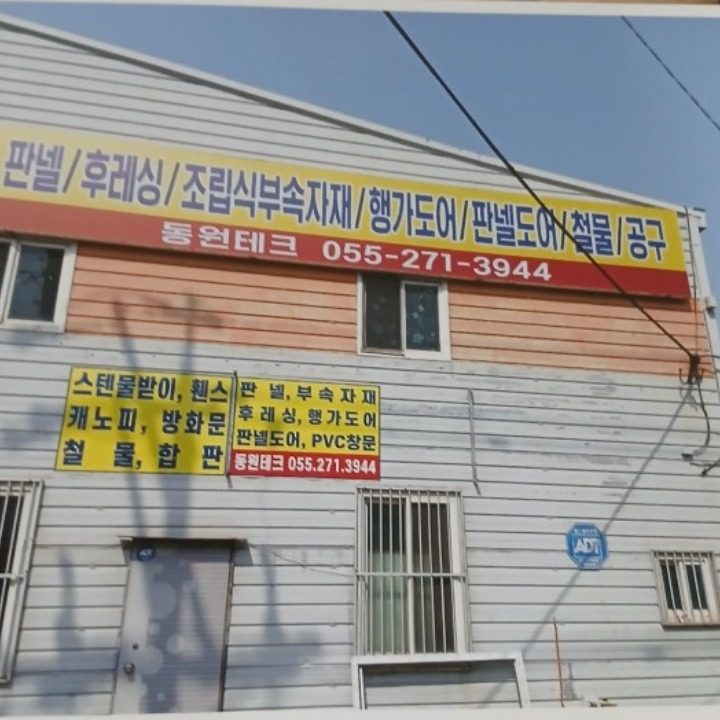 판넬/후레싱/조립식부속자재/행가도어/판넬도어/철물/공구
동원테크 055-271-3944
스텐물받이, 휀스
캐노피, 방화문
철 물, 합 판
판 넬, 부 속 자 재
후 레 싱, 행 가 도 어
판넬도어, PVC창문
동원테크 055.271.3944
ADT